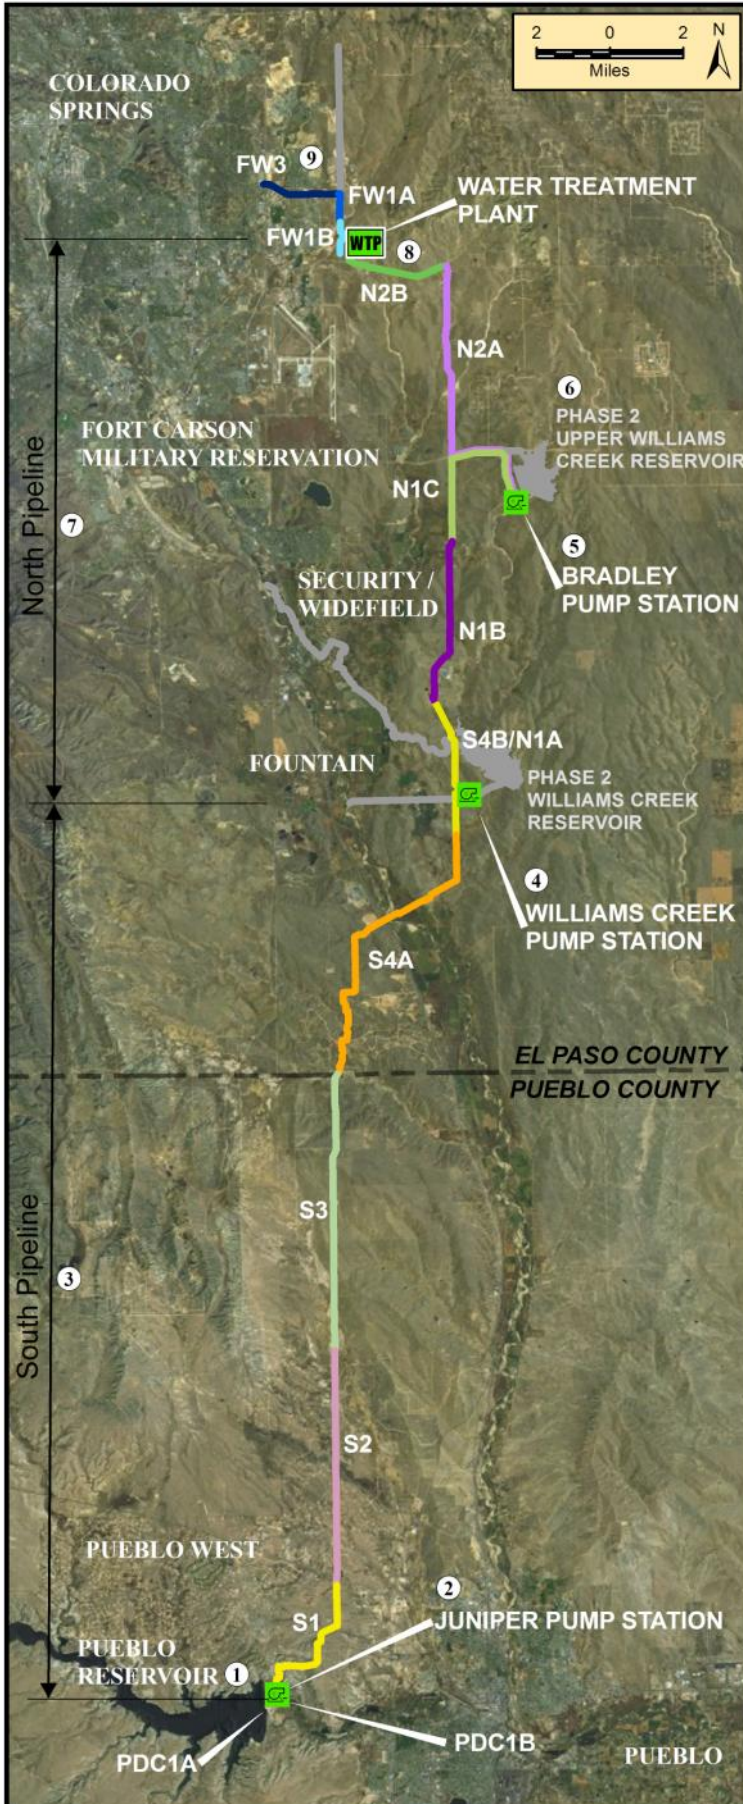 2 0 2
Miles
N
COLORADO
SPRINGS
9
FW3
FW1A
WATER TREATMENT
PLANT
FW1B
WTP
8
N2B
N2A
6
PHASE 2
UPPER WILLIAMS
CREEK RESERVOIR
FORT CARSON
MILITARY RESERVATION
North Pipeline
7
N1C
5
BRADLEY
PUMP STATION
SECURITY /
WIDEFIELD
N1B
S4B/N1A
FOUNTAIN
PHASE 2
WILLIAMS CREEK
RESERVOIR
4
WILLIAMS CREEK
PUMP STATION
S4A
EL PASO COUNTY
PUEBLO COUNTY
South Pipeline
3
S3
S2
PUEBLO WEST
2
JUNIPER PUMP STATION
S1
PUEBLO
RESERVOIR 1
PDC1A
PDC1B
PUEBLO